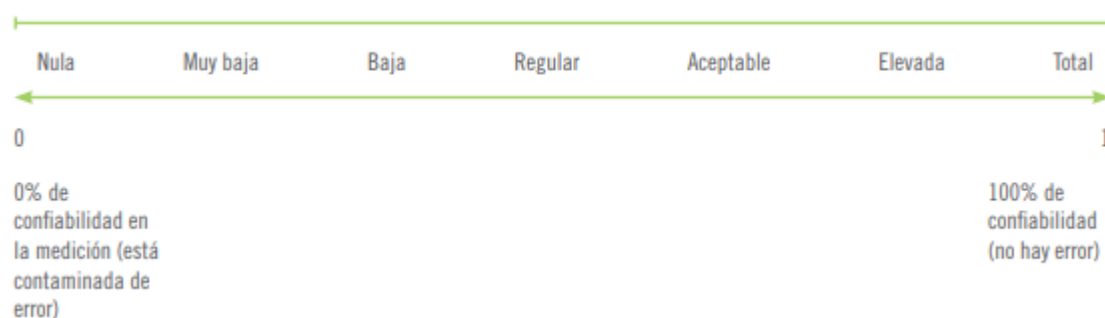 Nula Muy baja Baja Regular Aceptable Elevada Total
0 1
0% de
confiabilidad en
la medición (está
contaminada de
error)
100% de
confiabilidad
(no hay error)